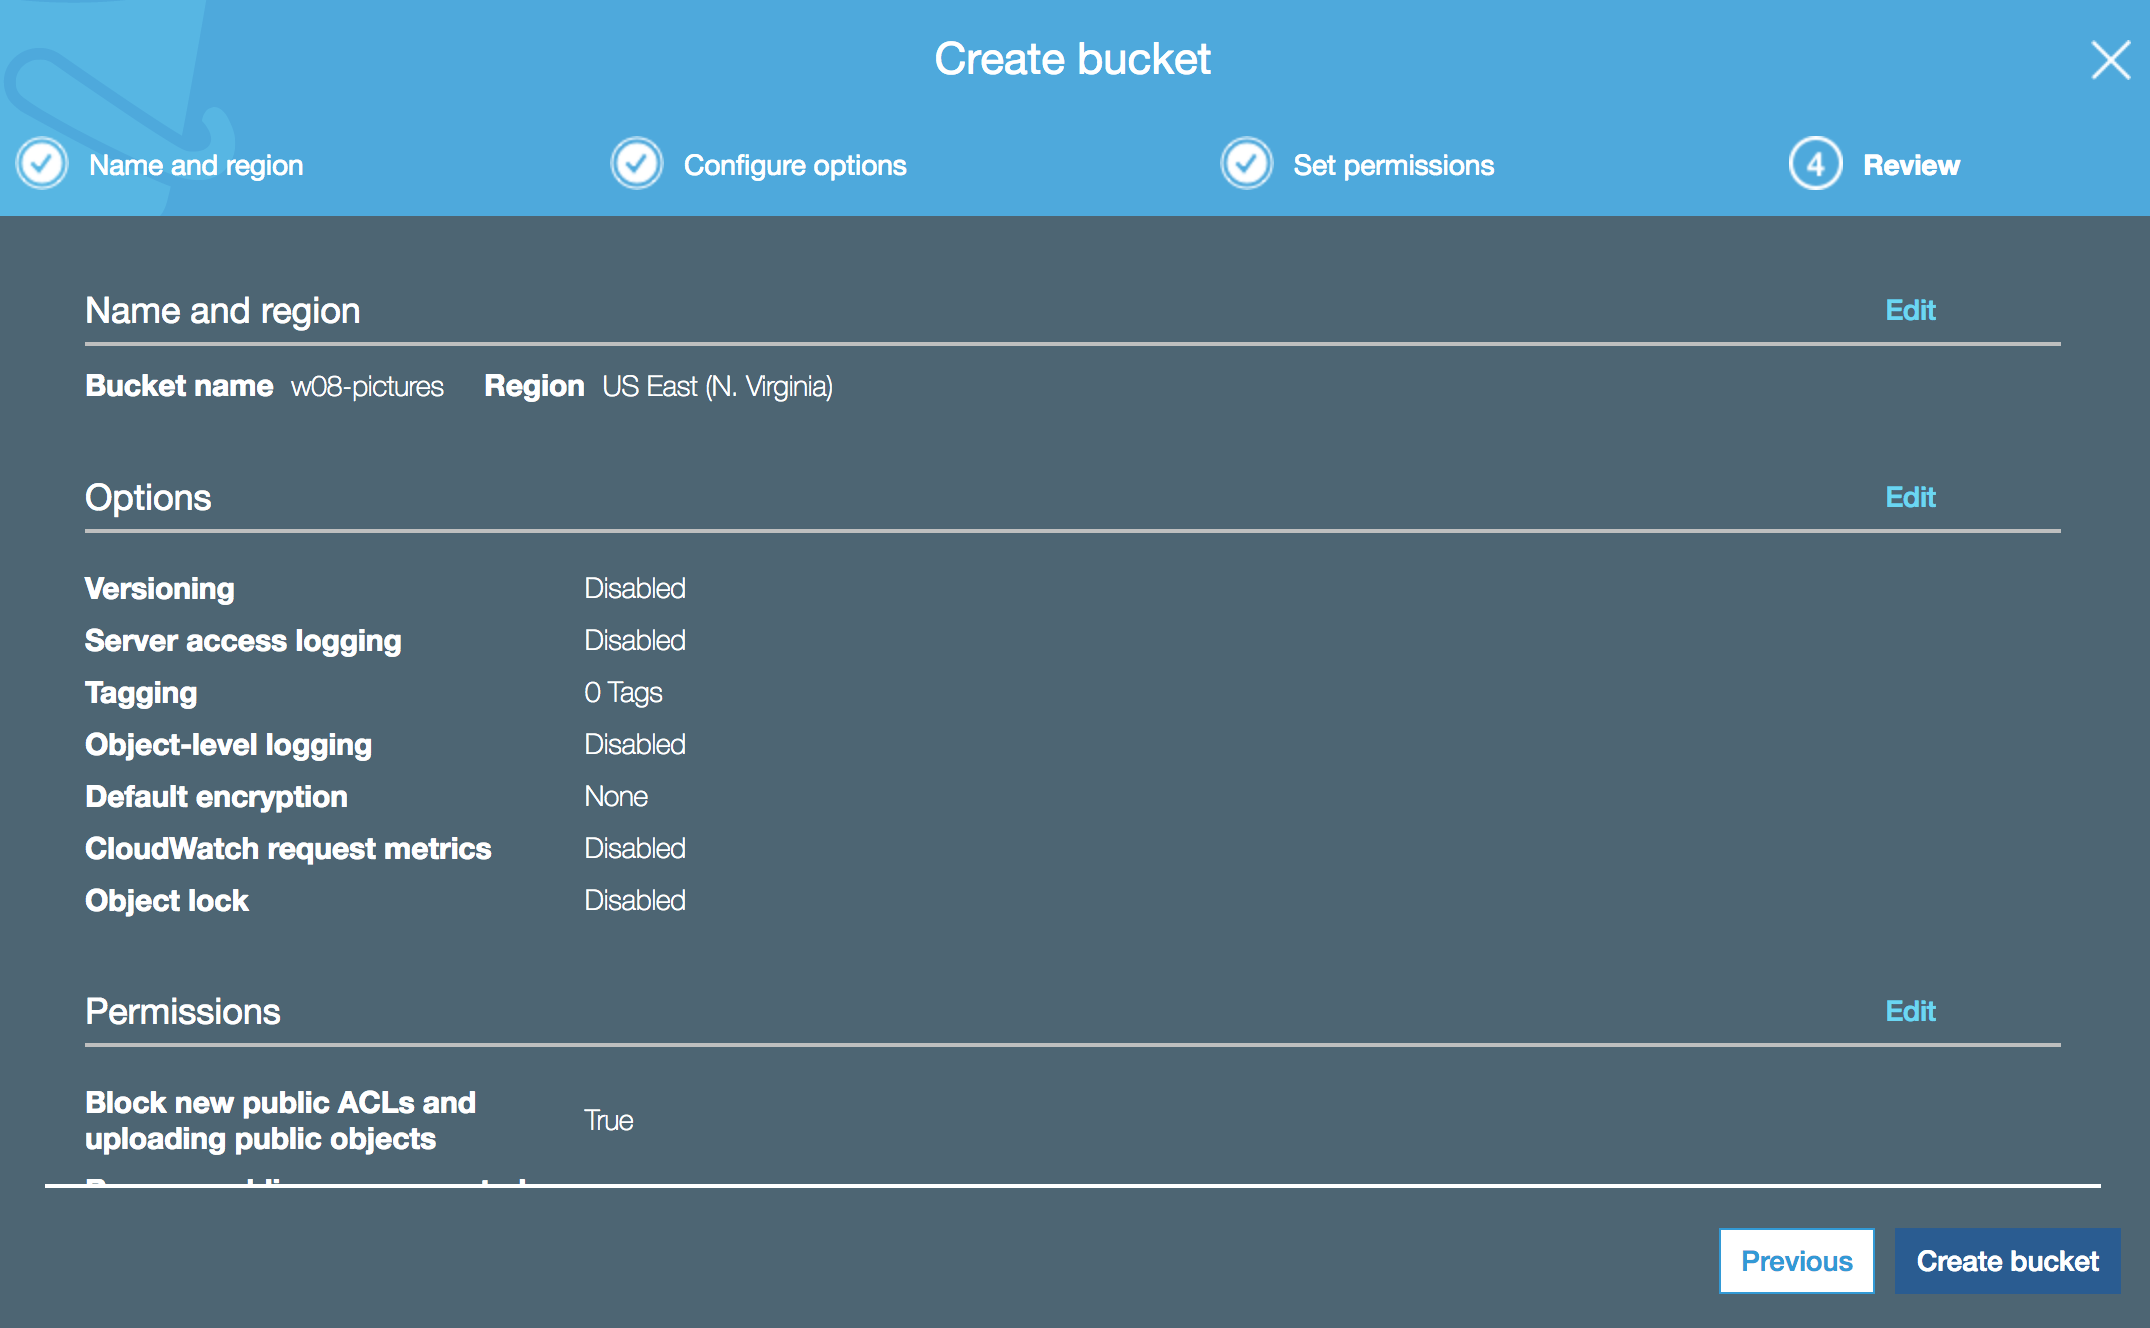 Create bucket
Name and region
Configure options
Set permissions
4 Review
Name and region Edit
Bucket name w08-pictures Region US East (N. Virginia)
Options Edit
Versioning Disabled
Server access logging Disabled
Tagging 0 Tags
Object-level logging Disabled
Default encryption None
CloudWatch request metrics Disabled
Object lock Disabled
Permissions Edit
Block new public ACLs and
uploading public objects True
Previous Create bucket